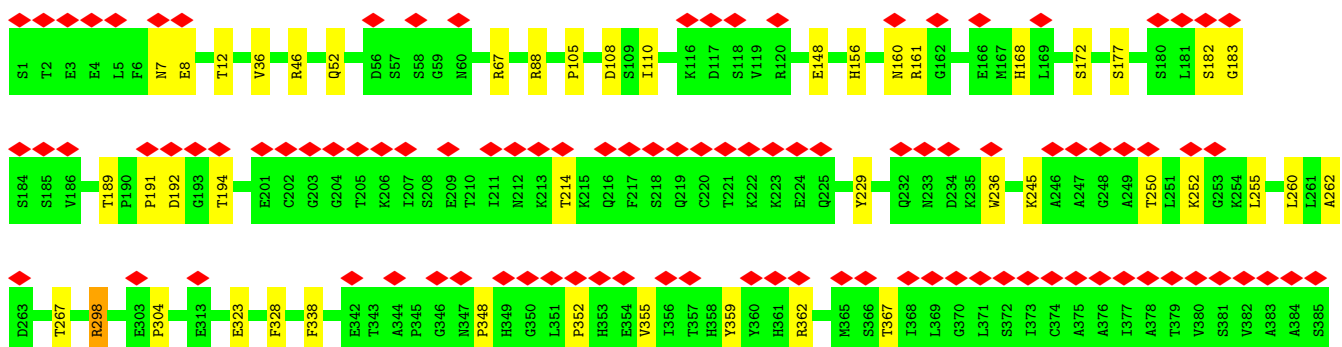 S1 T2 E3 E4 L5 F6 N7 E8 T12 V36 R46 Q52 D56 S57 S58 G59 N60 R67 R88 P105 D108 S109 I110 K116 D117 S118 V119 R120 E148 H156 N160 R161 G162 E166 M167 H168 L169 S172 S177 S180 L181 S182 G183
S184 S185 V186 T189 P190 P191 D192 G193 T194 E201 C202 G203 G204 T205 K206 I207 S208 E209 T210 I211 N212 K213 T214 K215 Q216 F217 S218 Q219 C220 T221 K222 K223 E224 Q225 Y229 Q232 N233 D234 K235 W236 K245 A246 A247 G248 A249 T250 L251 K252 G253 K254 L255 L260 L261 A262
D263 T267 R298 E303 P304 E313 E323 F328 F338 E342 T343 A344 P345 G346 N347 P348 H349 G350 L351 P352 H353 E354 V355 I356 T357 H358 Y359 Y360 H361 R362 M365 S366 T367 I368 L369 G370 L371 S372 I373 C374 A375 A376 I377 A378 T379 V380 S381 V382 A383 A384 S385